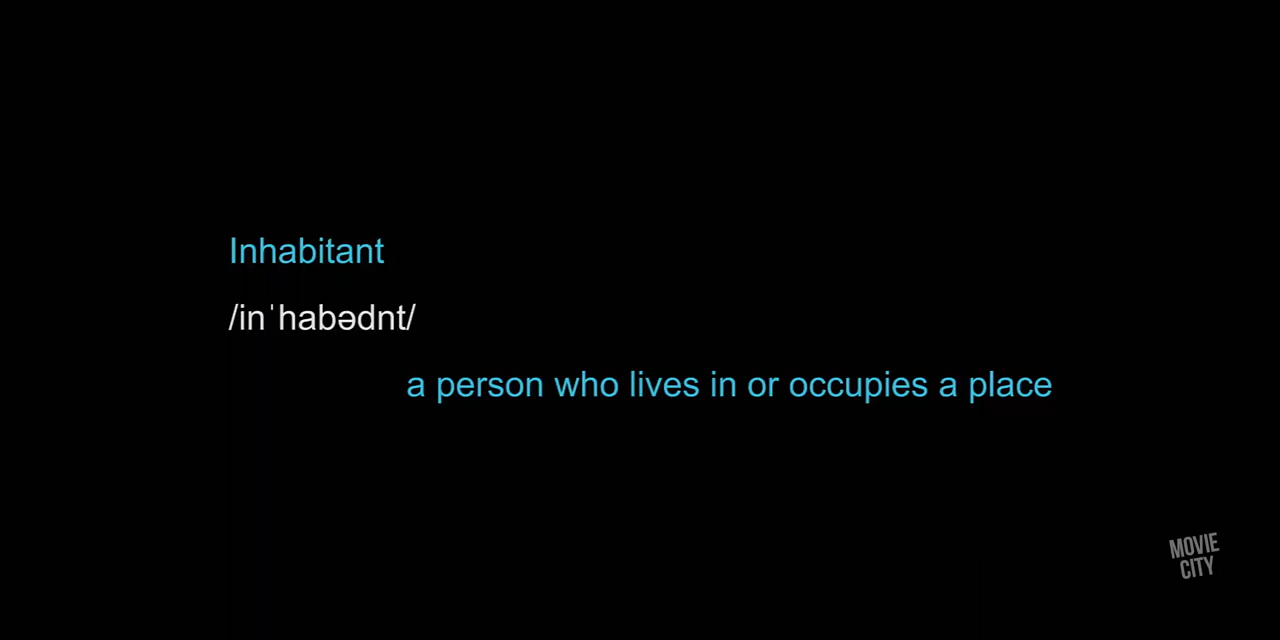 Inhabitant
/inˈhabədnt/
a person who lives in or occupies a place
MOVIE
CITY